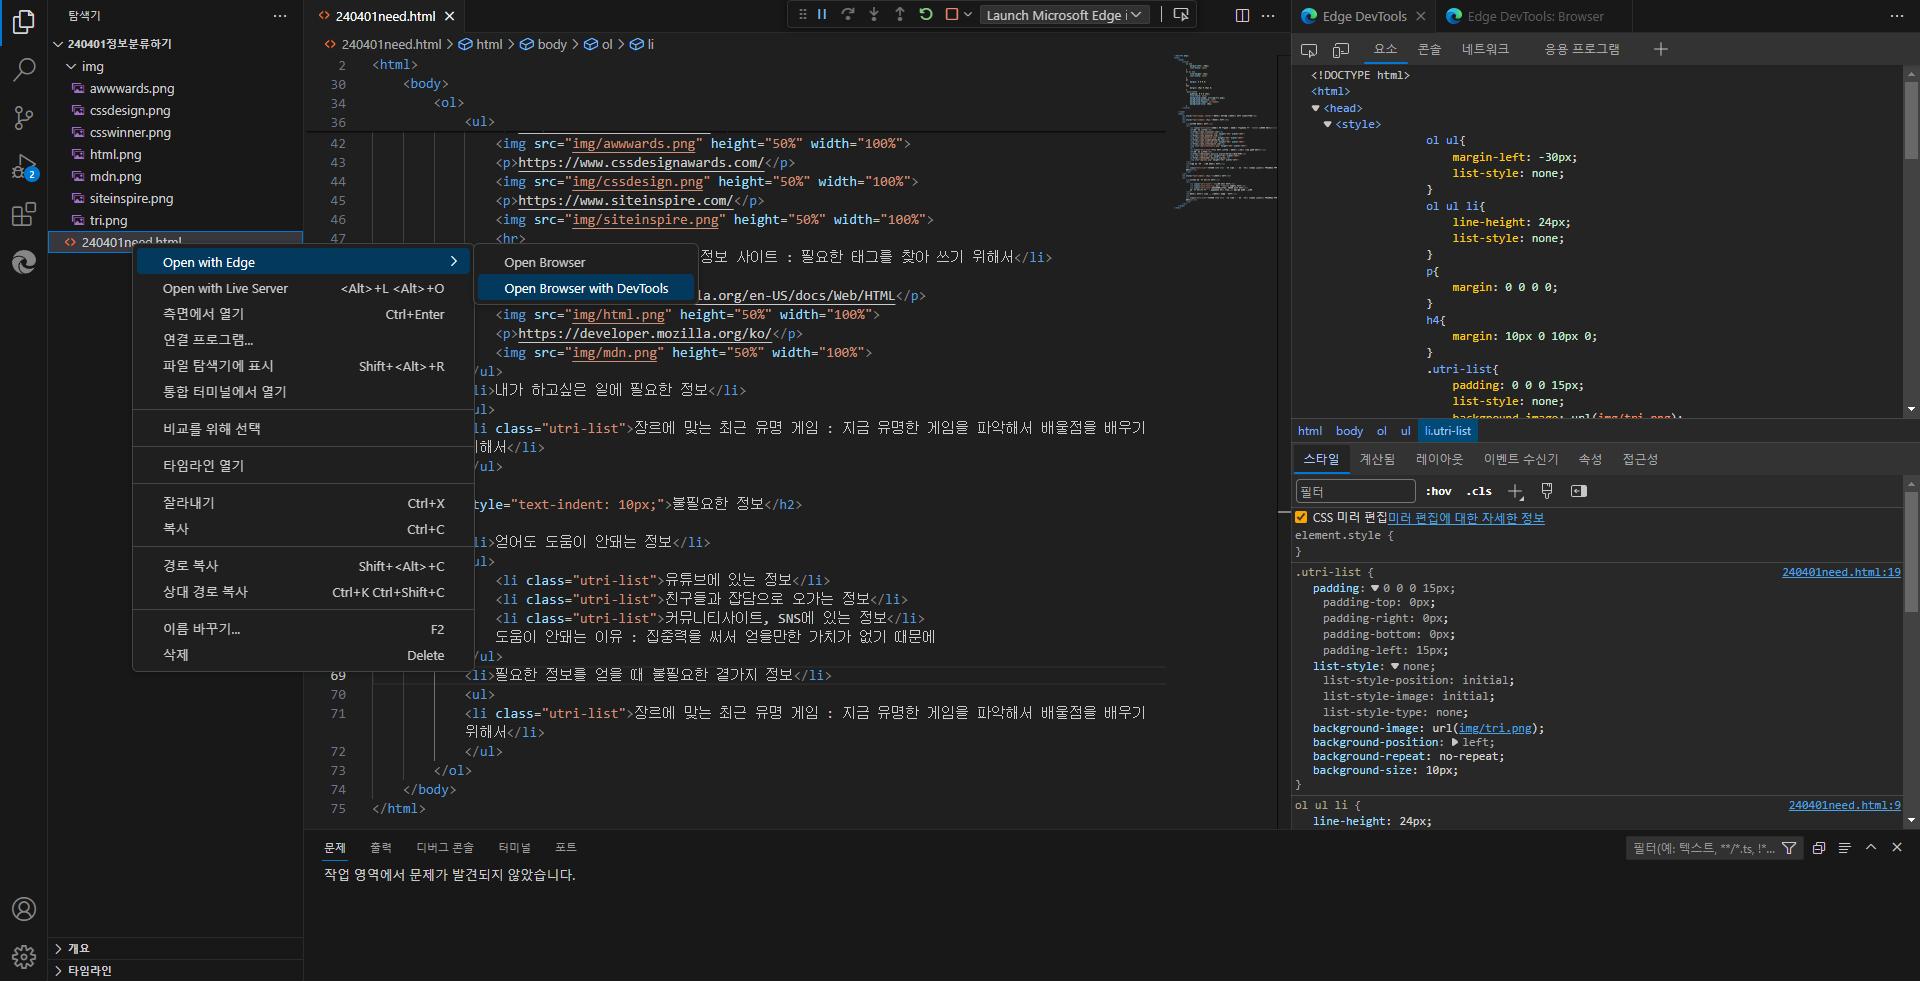 탐색기
240401정보분류하기
img
awwwards.png
cssdesign.png
csswinner.png
html.png
mdn.png
siteinspire.png
tri.png
240401need.html
2
개요
타임라인
Open with Edge
Open with Live Server <Alt>+L <Alt>+O
측면에서 열기 Ctrl+Enter
연결 프로그램...
파일 탐색기에 표시 Shift+<Alt>+R
통합 터미널에서 열기
비교를 위해 선택
타임라인 열기
잘라내기 Ctrl+X
복사 Ctrl+C
경로 복사 Shift+<Alt>+C
상대 경로 복사 Ctrl+K Ctrl+Shift+C
이름 바꾸기... F2
삭제 Delete
Open Browser
Open Browser with DevTools
240401need.html
Launch Microsoft Edge
240401need.html > html > body > ol > li
2 <html>
30 <body>
34 <ol>
36 <ul>
42 <img src="img/awwwards.png" height="50%" width="100%">
43 <p>https://www.cssdesignawards.com/</p>
44 <img src="img/cssdesign.png" height="50%" width="100%">
45 <p>https://www.siteinspire.com/</p>
46 <img src="img/siteinspire.png" height="50%" width="100%">
47 <hr>
정보 사이트 : 필요한 태그를 찾아 쓰기 위해서</li>
la.org/en-US/docs/Web/HTML</p>
<img src="img/html.png" height="50%" width="100%">
<p>https://developer.mozilla.org/ko/</p>
<img src="img/mdn.png" height="50%" width="100%">
/ul>
li>내가 하고싶은 일에 필요한 정보</li>
ul>
li class="utri-list">장르에 맞는 최근 유명 게임 : 지금 유명한 게임을 파악해서 배울점을 배우기
해서</li>
/ul>
tyle="text-indent: 10px;">불필요한 정보</h2>
li>얻어도 도움이 안돼는 정보</li>
ul>
<li class="utri-list">유튜브에 있는 정보</li>
<li class="utri-list">친구들과 잡담으로 오가는 정보</li>
<li class="utri-list">커뮤니티사이트, SNS에 있는 정보</li>
도움이 안돼는 이유 : 집중력을 써서 얻을만한 가치가 없기 때문에
/ul>
69 <li>필요한 정보를 얻을 때 불필요한 곁가지 정보</li>
70 <ul>
71 <li class="utri-list">장르에 맞는 최근 유명 게임 : 지금 유명한 게임을 파악해서 배울점을 배우기
위해서</li>
72 </ul>
73 </ol>
74 </body>
75 </html>
문제 출력 디버그 콘솔 터미널 포트
필터(예: 텍스트, **/*.ts, !*...
작업 영역에서 문제가 발견되지 않았습니다.
Edge DevTools
Edge DevTools: Browser
요소 콘솔 네트워크 응용 프로그램
<!DOCTYPE html>
<html>
<head>
<style>
ol ul{
margin-left: -30px;
list-style: none;
}
ol ul li{
line-height: 24px;
list-style: none;
}
p{
margin: 0 0 0 0;
}
h4{
margin: 10px 0 10px 0;
}
.utri-list{
padding: 0 0 0 15px;
list-style: none;
background-image: url(img/tri.png);
html body ol ul li.utri-list
스타일 계산됨 레이아웃 이벤트 수신기 속성 접근성
필터 :hov .cls
CSS 미러 편집 미러 편집에 대한 자세한 정보
element.style {
}
.utri-list { 240401need.html:19
padding: 0 0 0 15px;
padding-top: 0px;
padding-right: 0px;
padding-bottom: 0px;
padding-left: 15px;
list-style: none;
list-style-position: initial;
list-style-image: initial;
list-style-type: none;
background-image: url(img/tri.png);
background-position: left;
background-repeat: no-repeat;
background-size: 10px;
}
ol ul li { 240401need.html:9
line-height: 24px;